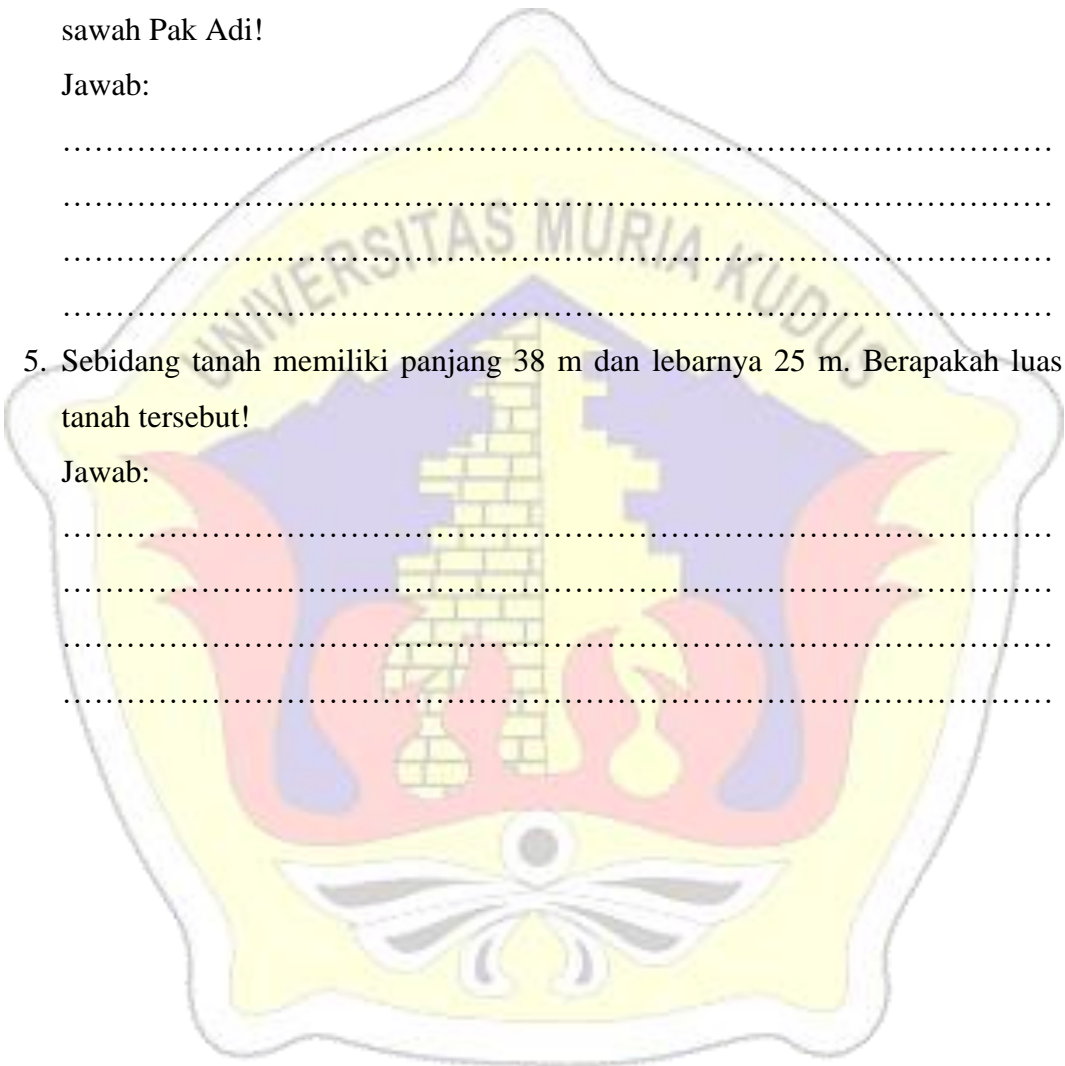 sawah Pak Adi!
Jawab:
……………………………………………………………………………………
……………………………………………………………………………………
……………………………………………………………………………………
……………………………………………………………………………………
UNIVERSITAS MURIA KUDUS
5. Sebidang tanah memiliki panjang 38 m dan lebarnya 25 m. Berapakah luas
tanah tersebut!
Jawab:
……………………………………………………………………………………
……………………………………………………………………………………
……………………………………………………………………………………
……………………………………………………………………………………